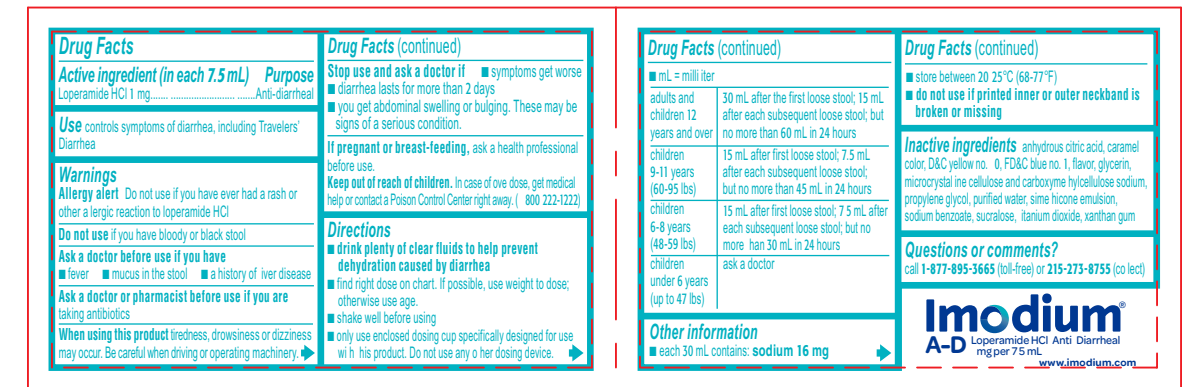 Drug Facts
Active ingredient (in each 7.5 mL) Purpose
Loperamide HCl 1 mg....... ......................... .......Anti-diarrheal
Use controls symptoms of diarrhea, including Travelers'
Diarrhea
Warnings
Allergy alert Do not use if you have ever had a rash or
other a lergic reaction to loperamide HCl
Do not use if you have bloody or black stool
Ask a doctor before use if you have
■ fever ■ mucus in the stool ■ a history of iver disease
Ask a doctor or pharmacist before use if you are
taking antibiotics
When using this product tiredness, drowsiness or dizziness
may occur. Be careful when driving or operating machinery.
Drug Facts (continued)
Stop use and ask a doctor if ■ symptoms get worse
■ diarrhea lasts for more than 2 days
■ you get abdominal swelling or bulging. These may be
signs of a serious condition.
If pregnant or breast-feeding, ask a health professional
before use.
Keep out of reach of children. In case of ove dose, get medical
help or contact a Poison Control Center right away. ( 800 222-1222)
Directions
■ drink plenty of clear fluids to help prevent
dehydration caused by diarrhea
■ find right dose on chart. If possible, use weight to dose;
otherwise use age.
■ shake well before using
■ only use enclosed dosing cup specifically designed for use
wi h his product. Do not use any o her dosing device.
Drug Facts (continued)
■ mL = milli iter
adults and
children 12
years and over
30 mL after the first loose stool; 15 mL
after each subsequent loose stool; but
no more than 60 mL in 24 hours
children
9-11 years
(60-95 lbs)
15 mL after first loose stool; 7.5 mL
after each subsequent loose stool;
but no more than 45 mL in 24 hours
children
6-8 years
(48-59 lbs)
15 mL after first loose stool; 7 5 mL after
each subsequent loose stool; but no
more han 30 mL in 24 hours
children
under 6 years
(up to 47 lbs)
ask a doctor
Other information
■ each 30 mL contains: sodium 16 mg
Drug Facts (continued)
■ store between 20 25°C (68-77°F)
■ do not use if printed inner or outer neckband is
broken or missing
Inactive ingredients anhydrous citric acid, caramel
color, D&C yellow no. 0, FD&C blue no. 1, flavor, glycerin,
microcrystal ine cellulose and carboxyme hylcellulose sodium,
propylene glycol, purified water, sime hicone emulsion,
sodium benzoate, sucralose, itanium dioxide, xanthan gum
Questions or comments?
call 1-877-895-3665 (toll-free) or 215-273-8755 (co lect)
Imodium®
A-D Loperamide HCl Anti Diarrheal
mg per 7 5 mL
www.imodium.com